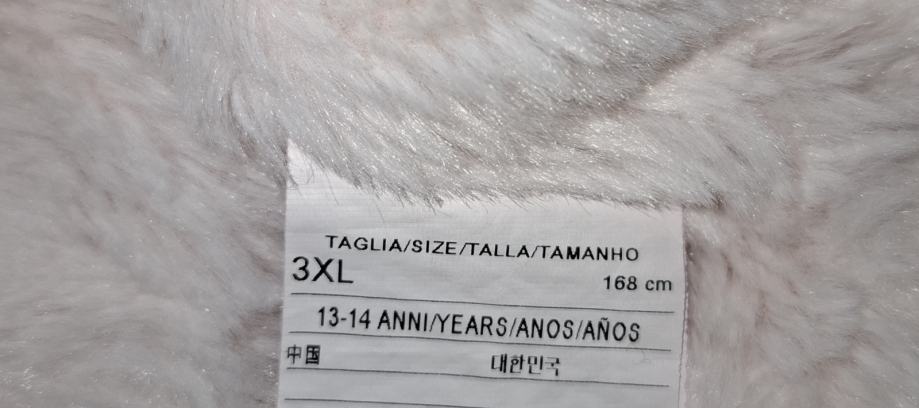 TAGLIA/SIZE/TALLA/TAMANHO
3XL 168 cm
13-14 ANNI/YEARS/ANOS/AÑOS
中国 대한민국